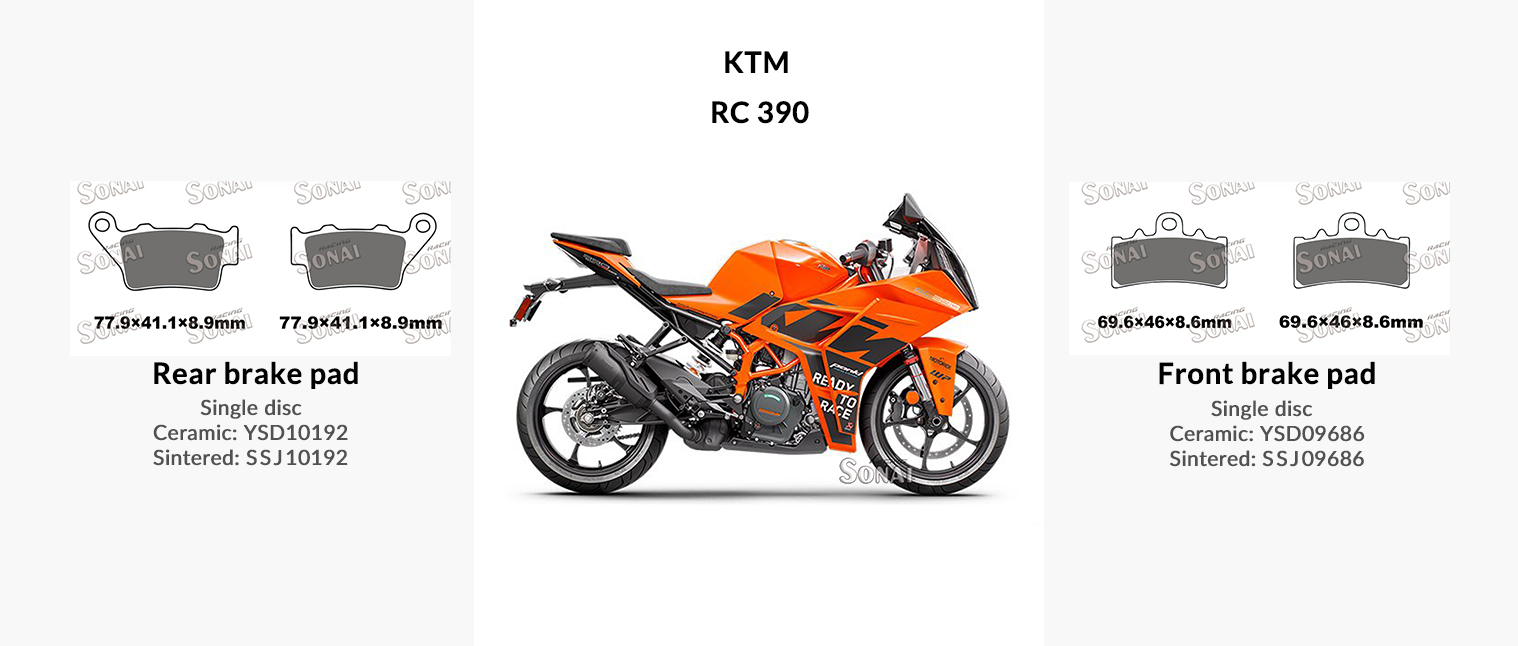 KTM
RC 390
SONAI
SONAI
SONAI
SONAI
RACING
SONAI
SONAI
SONAI
77.9×41.1×8.9mm
77.9×41.1×8.9mm
Rear brake pad
Single disc
Ceramic: YSD10192
Sintered: SSJ10192
READY
TO
RACE
SONAI
SONAI
SONAI
SONAI
RACING
SONAI
SONAI
SONAI
69.6×46×8.6mm
69.6×46×8.6mm
Front brake pad
Single disc
Ceramic: YSD09686
Sintered: SSJ09686